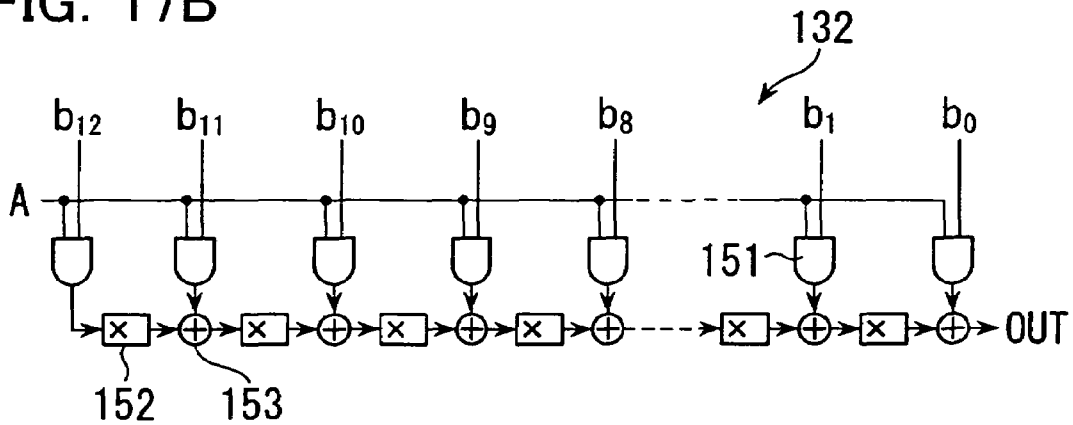 FIG. 17B
132
b12 b11 b10 b9 b8 b1 b0
A
151
× × × × × ×
OUT
152 153